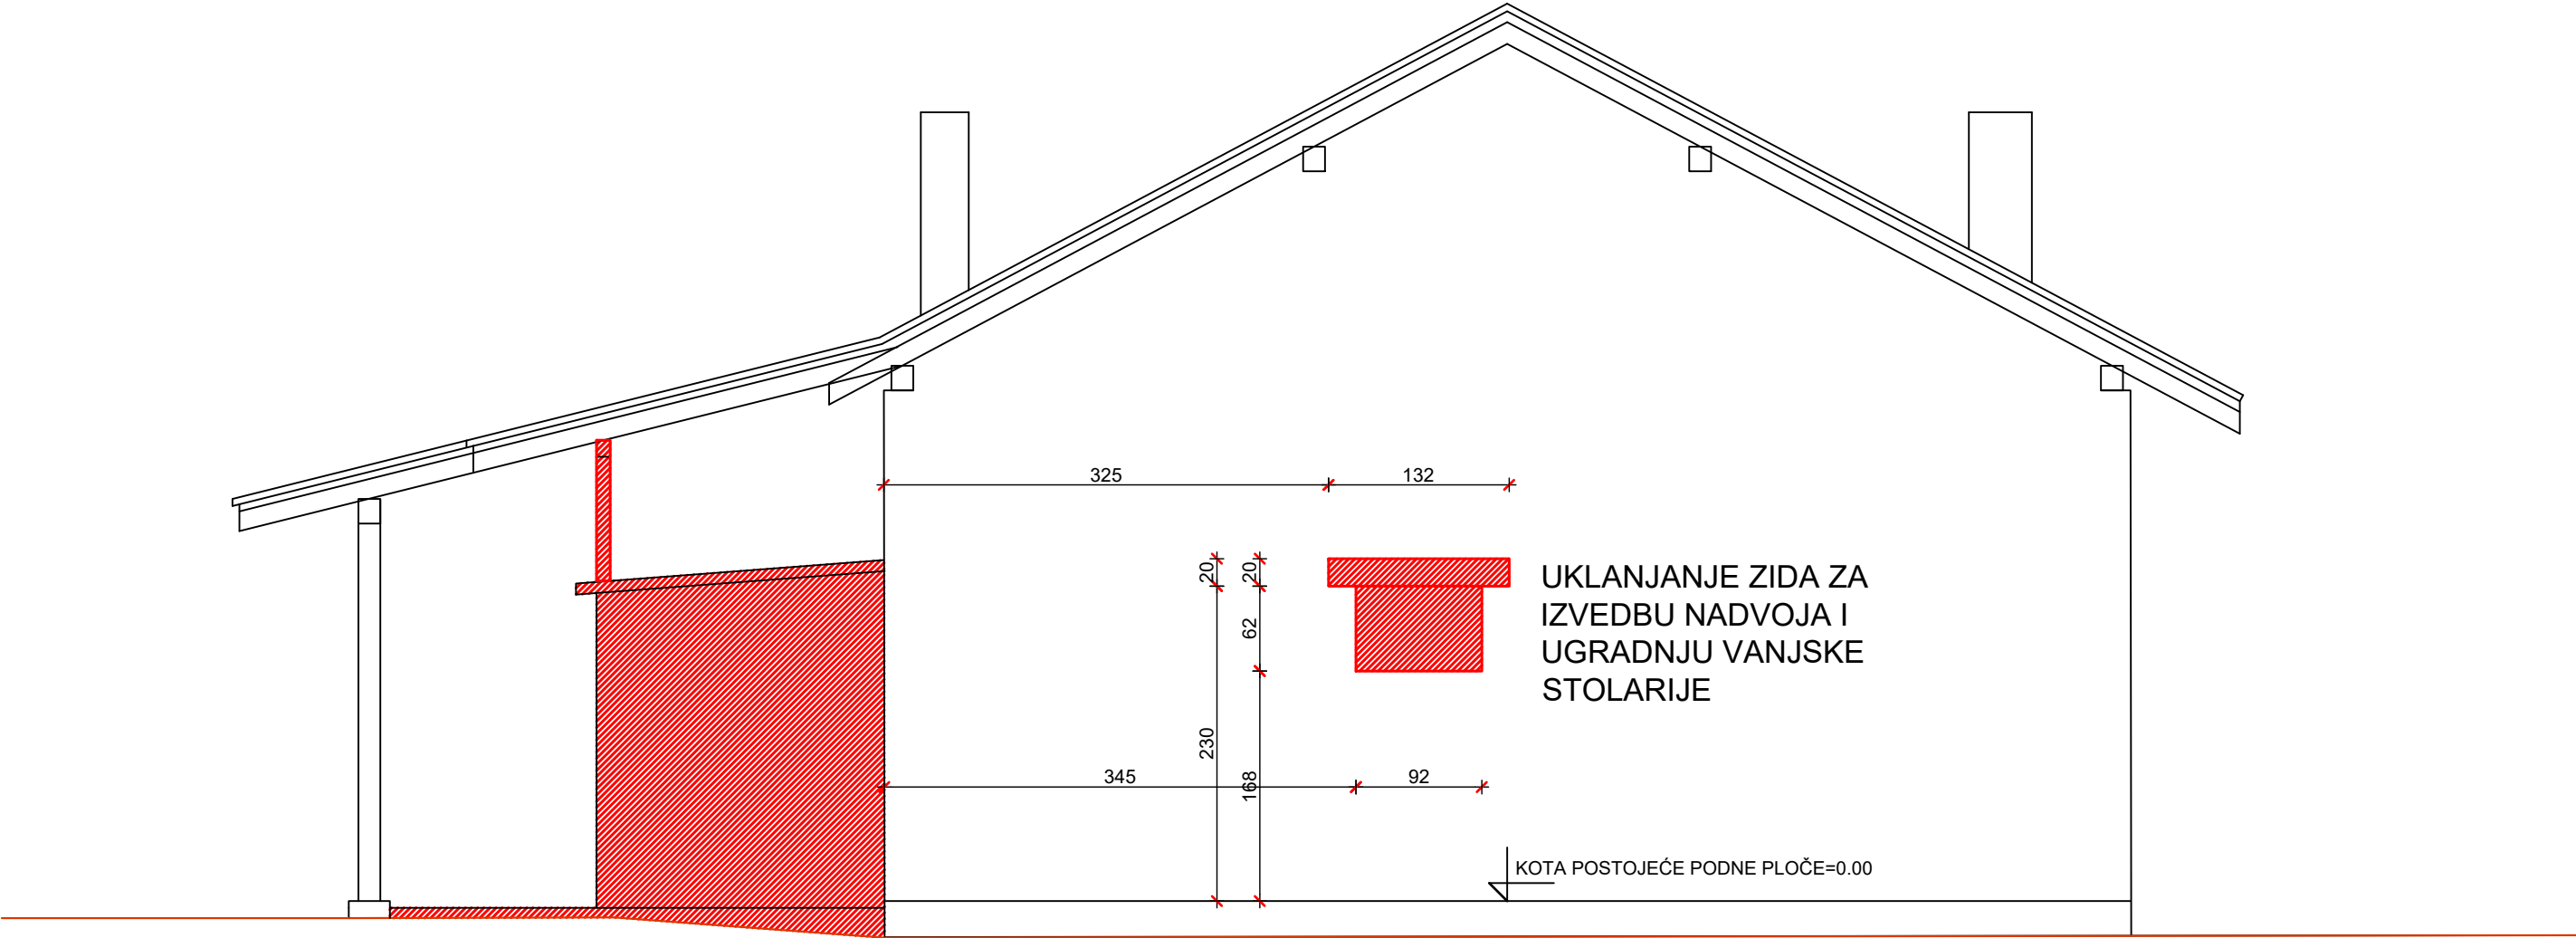 325
132
20
20
UKLANJANJE ZIDA ZA
IZVEDBU NADVOJA I
UGRADNJU VANJSKE
STOLARIJE
62
230
168
345
92
KOTA POSTOJEĆE PODNE PLOČE=0.00